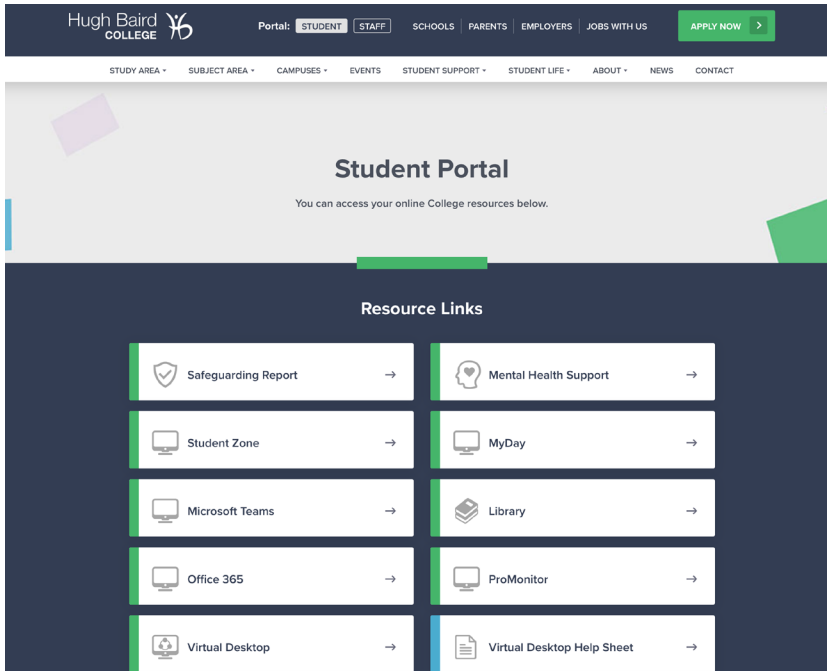 Hugh Baird
COLLEGE
Portal: STUDENT STAFF SCHOOLS PARENTS EMPLOYERS JOBS WITH US APPLY NOW
STUDY AREA SUBJECT AREA CAMPUSES EVENTS STUDENT SUPPORT STUDENT LIFE ABOUT NEWS CONTACT
Student Portal
You can access your online College resources below.
Resource Links
Safeguarding Report
Mental Health Support
Student Zone
MyDay
Microsoft Teams
Library
Office 365
ProMonitor
Virtual Desktop
Virtual Desktop Help Sheet